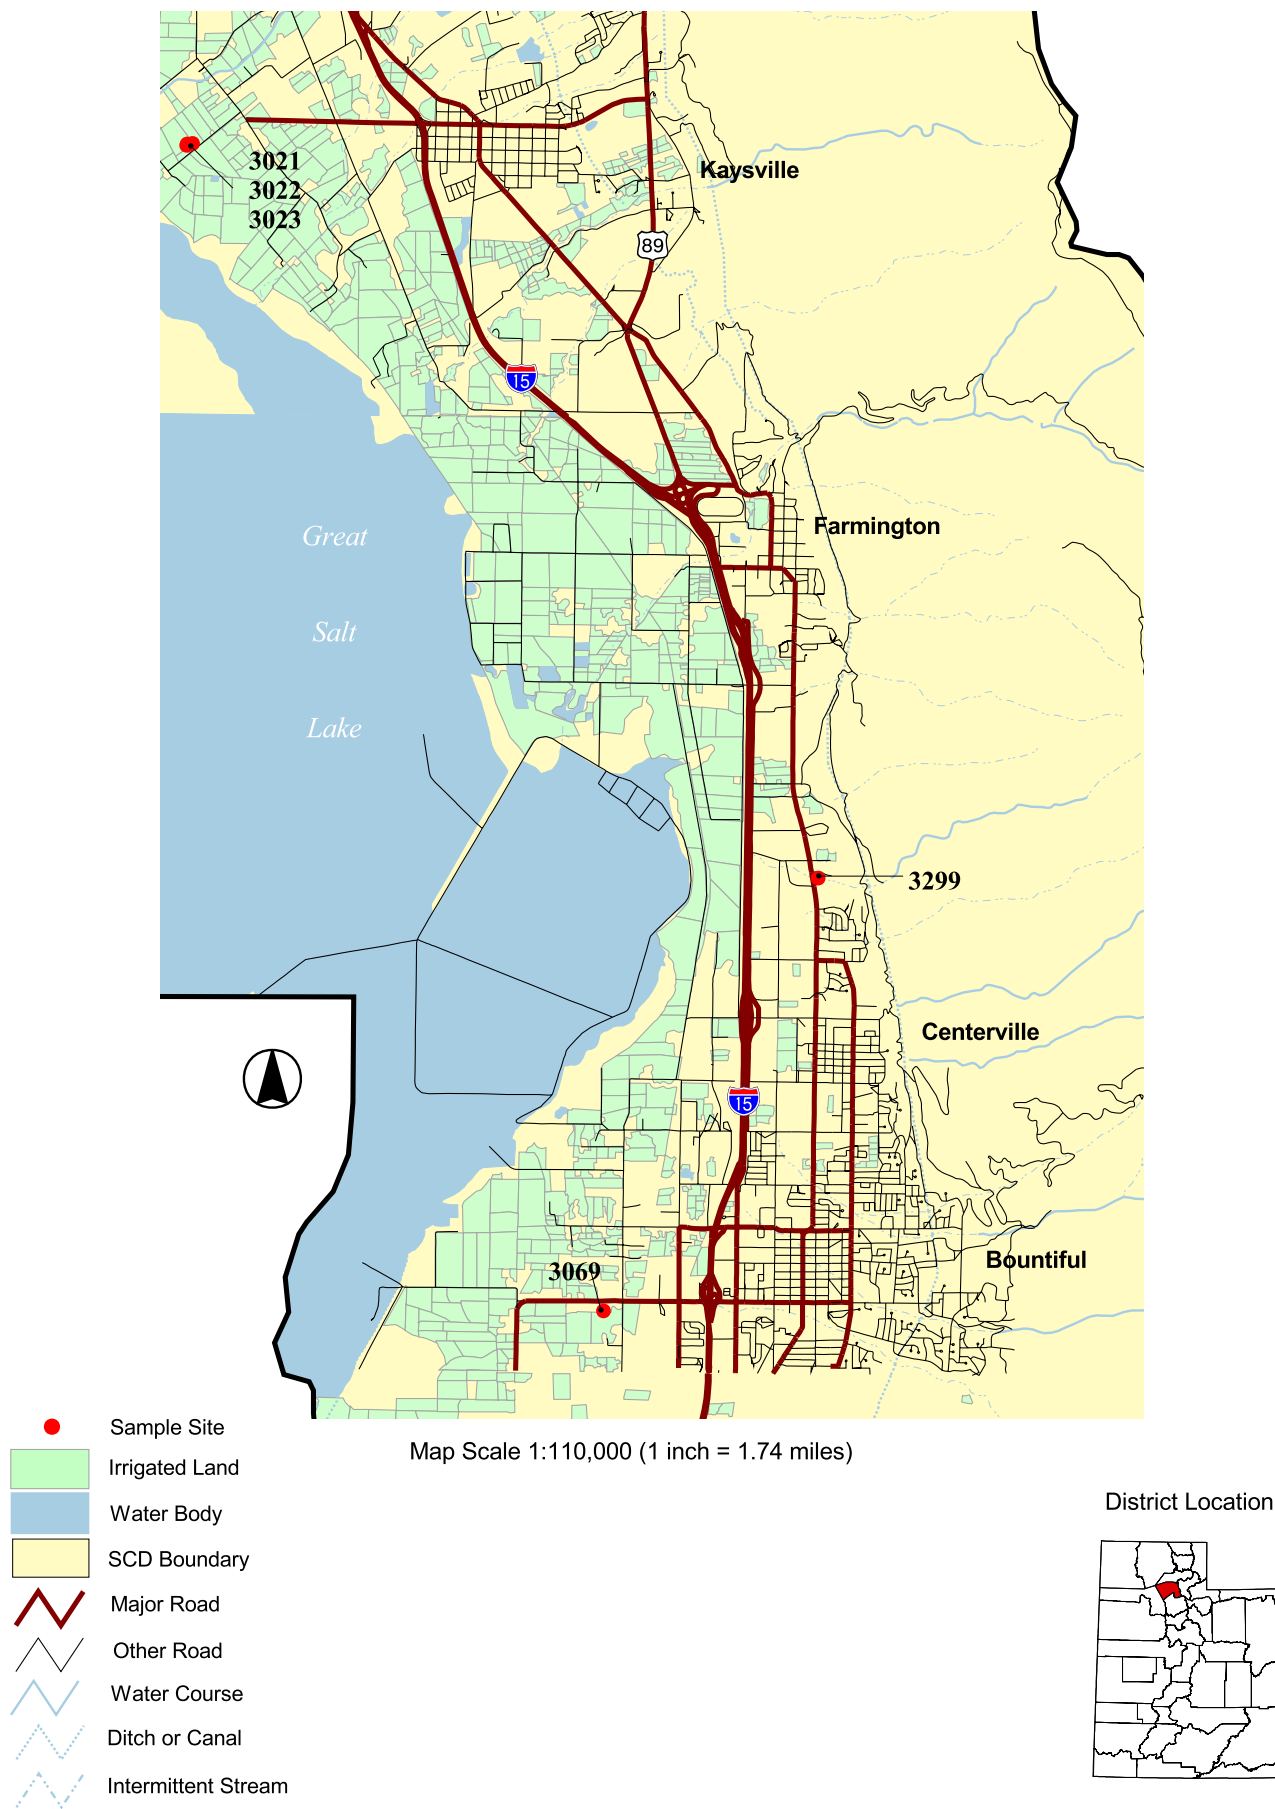 3021
3022
3023
Kaysville
89
15
Great
Salt
Lake
Farmington
3299
Centerville
15
3069
Bountiful
Sample Site
Irrigated Land
Water Body
SCD Boundary
Major Road
Other Road
Water Course
Ditch or Canal
Intermittent Stream
Map Scale 1:110,000 (1 inch = 1.74 miles)
District Location